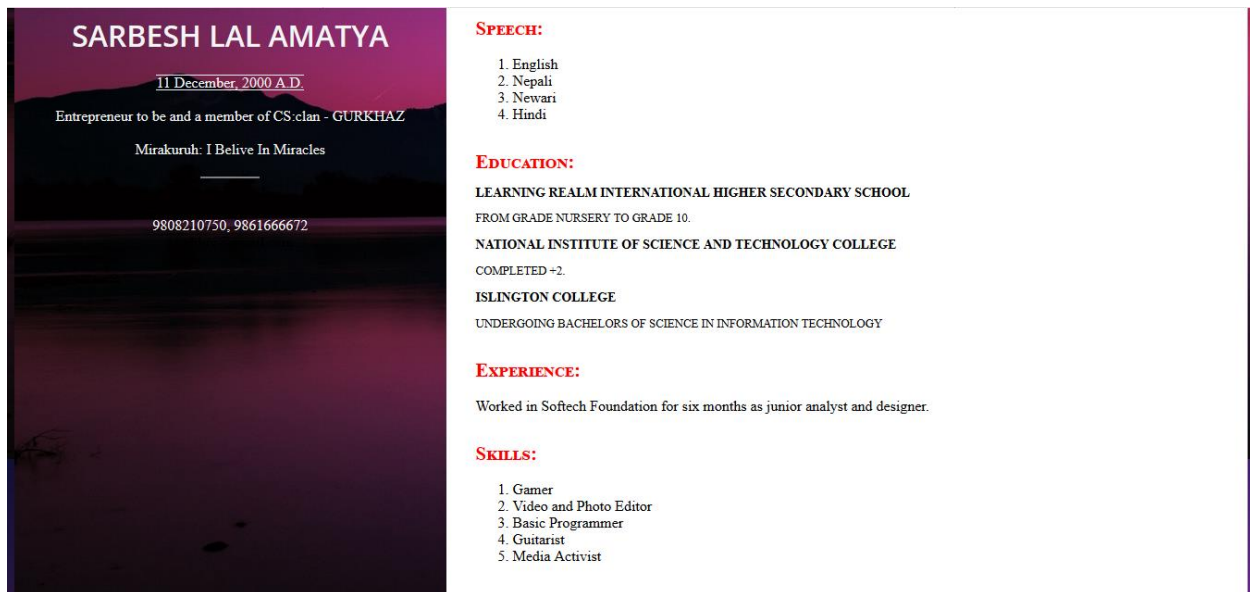 SARBESH LAL AMATYA
11 December, 2000 A.D.
Entrepreneur to be and a member of CS:clan - GURKHAZ
Mirakuruh: I Belive In Miracles
9808210750, 9861666672
SPEECH:
1. English
2. Nepali
3. Newari
4. Hindi
EDUCATION:
LEARNING REALM INTERNATIONAL HIGHER SECONDARY SCHOOL
FROM GRADE NURSERY TO GRADE 10.
NATIONAL INSTITUTE OF SCIENCE AND TECHNOLOGY COLLEGE
COMPLETED +2.
ISLINGTON COLLEGE
UNDERGOING BACHELORS OF SCIENCE IN INFORMATION TECHNOLOGY
EXPERIENCE:
Worked in Softech Foundation for six months as junior analyst and designer.
SKILLS:
1. Gamer
2. Video and Photo Editor
3. Basic Programmer
4. Guitarist
5. Media Activist